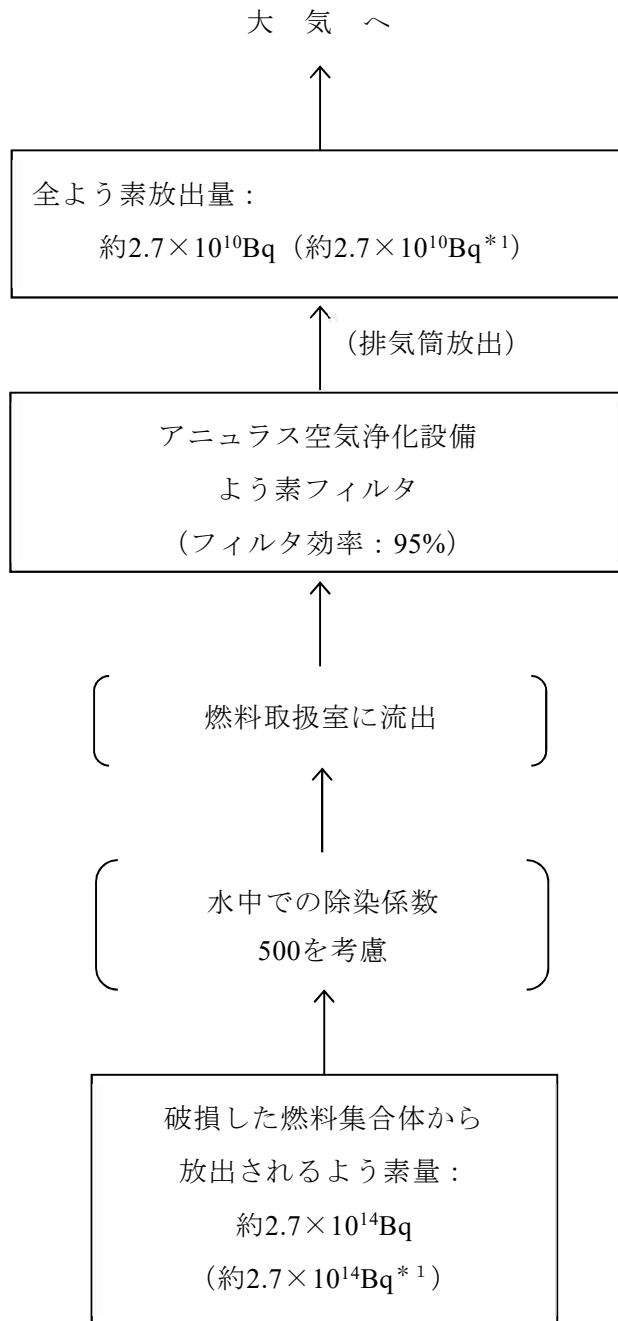 大 気 へ
全よう素放出量：
約2.7×10¹⁰Bq（約2.7×10¹⁰Bq＊¹）
（排気筒放出）
アニュラス空気浄化設備
よう素フィルタ
（フィルタ効率：95%）
燃料取扱室に流出
水中での除染係数
500を考慮
破損した燃料集合体から
放出されるよう素量：
約2.7×10¹⁴Bq
（約2.7×10¹⁴Bq＊¹）